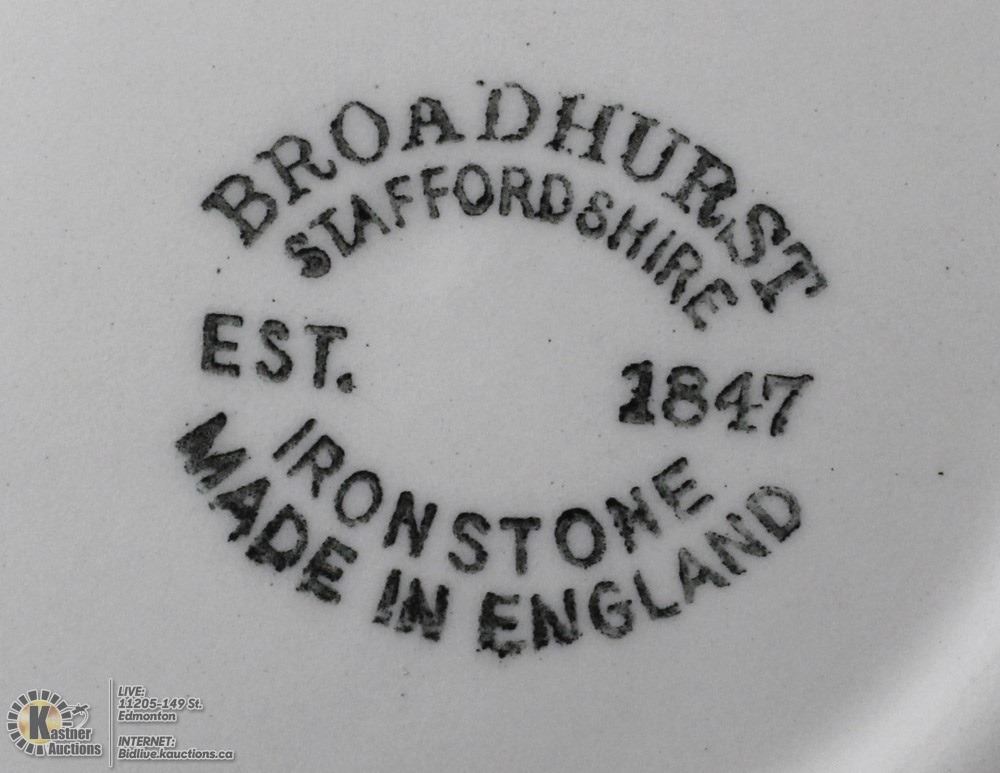 BROADHURST
STAFFORDSHIRE
EST. 1847
IRONSTONE
MADE IN ENGLAND
Kastner
Auctions
LIVE:
11205-149 St.
Edmonton
INTERNET:
Bidlive.kauctions.ca